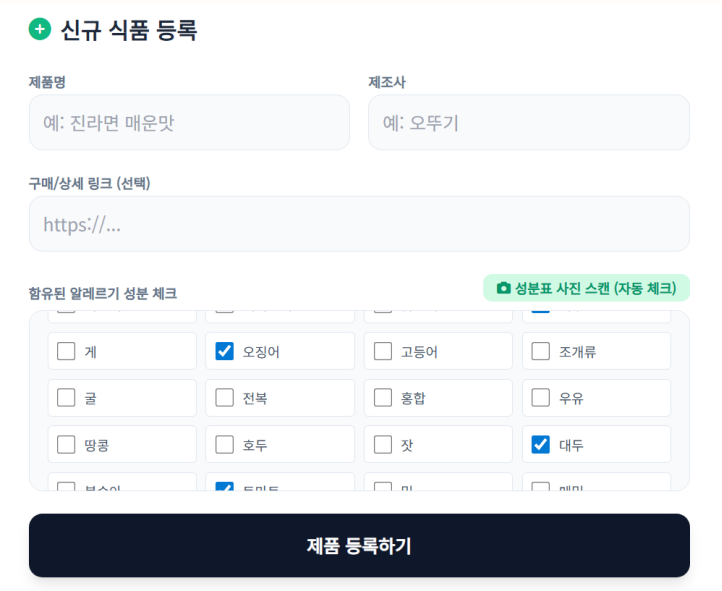 신규 식품 등록
제품명 제조사
예: 진라면 매운맛 예: 오뚜기
구매/상세 링크 (선택)
https://...
함유된 알레르기 성분 체크 성분표 사진 스캔 (자동 체크)
게 오징어 고등어 조개류
굴 전복 홍합 우유
땅콩 호두 잣 대두
토마토
제품 등록하기